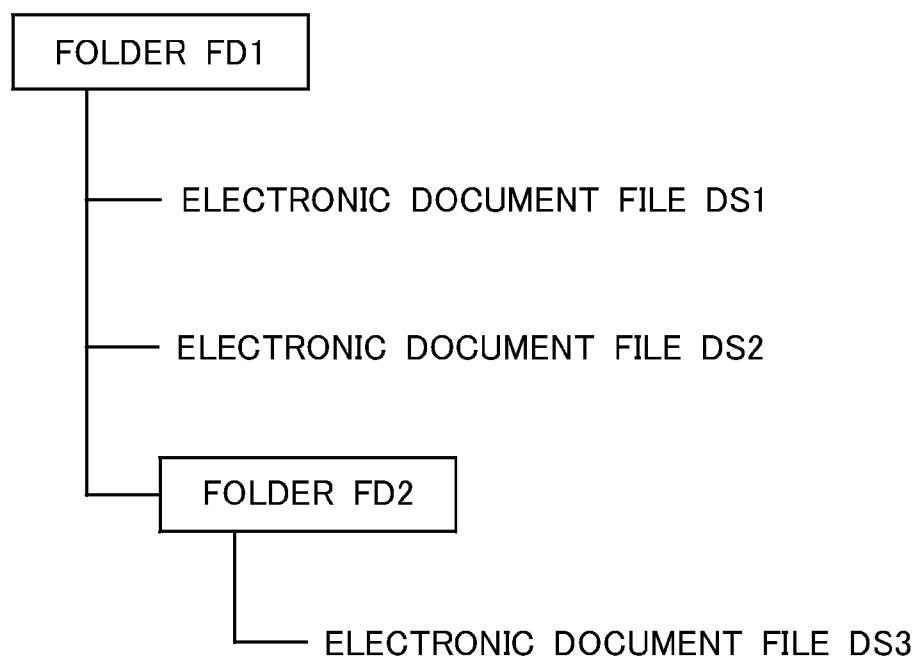 FOLDER FD1
ELECTRONIC DOCUMENT FILE DS1
ELECTRONIC DOCUMENT FILE DS2
FOLDER FD2
ELECTRONIC DOCUMENT FILE DS3